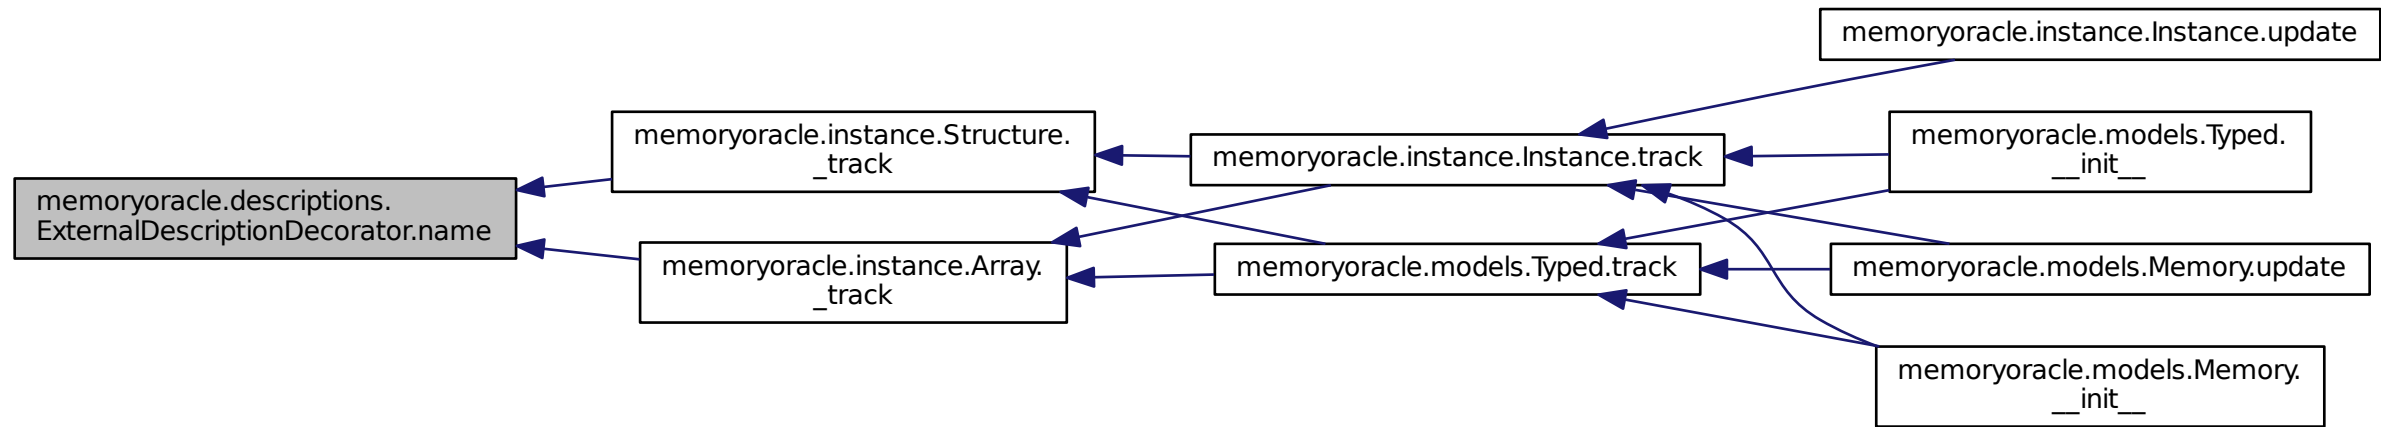 memoryoracle.instance.Instance.update
memoryoracle.instance.Structure.
_track
memoryoracle.models.Typed.
__init__
memoryoracle.instance.Instance.track
memoryoracle.descriptions.
ExternalDescriptionDecorator.name
memoryoracle.instance.Array.
_track
memoryoracle.models.Typed.track
memoryoracle.models.Memory.update
memoryoracle.models.Memory.
__init__